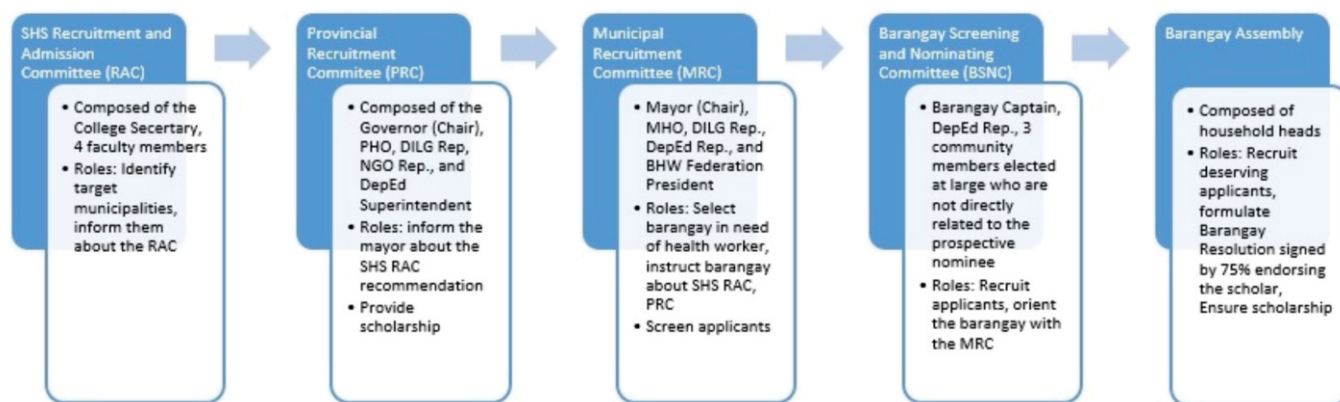 SHS Recruitment and
Admission
Committee (RAC)
• Composed of the
College Secertary,
4 faculty members
• Roles: Identify
target
municipalities,
inform them
about the RAC
Provincial
Recruitment
Commitee (PRC)
• Composed of the
Governor (Chair),
PHO, DILG Rep,
NGO Rep., and
DepEd
Superintendent
• Roles: inform the
mayor about the
SHS RAC
recommendation
• Provide
scholarship
Municipal
Recruitment
Committee (MRC)
• Mayor (Chair),
MHO, DILG Rep.,
DepEd Rep., and
BHW Federation
President
• Roles: Select
barangay in need
of health worker,
instruct barangay
about SHS RAC,
PRC
• Screen applicants
Barangay Screening
and Nominating
Committee (BSNC)
• Barangay Captain,
DepEd Rep., 3
community
members elected
at large who are
not directly
related to the
prospective
nominee
• Roles: Recruit
applicants, orient
the barangay with
the MRC
Barangay Assembly
• Composed of
household heads
• Roles: Recruit
deserving
applicants,
formulate
Barangay
Resolution signed
by 75% endorsing
the scholar,
Ensure scholarship